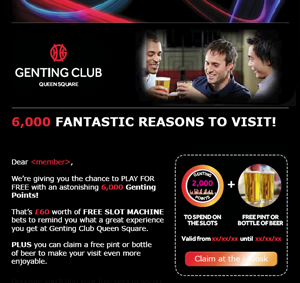 GENTING CLUB
QUEEN SQUARE
6,000 FANTASTIC REASONS TO VISIT!
Dear <member>,
We're giving you the chance to PLAY FOR
FREE with an astonishing 6,000 Genting
Points!
That's £60 worth of FREE SLOT MACHINE
bets to remind you what a great experience
you get at Genting Club Queen Square.
PLUS you can claim a free pint or bottle
of beer to make your visit even more
enjoyable.
GENTING
2,000
POINTS
+
TO SPEND ON
THE SLOTS
FREE PINT OR
BOTTLE OF BEER
Valid from xx/xx/xx until xx/xx/xx
Claim at the kiosk